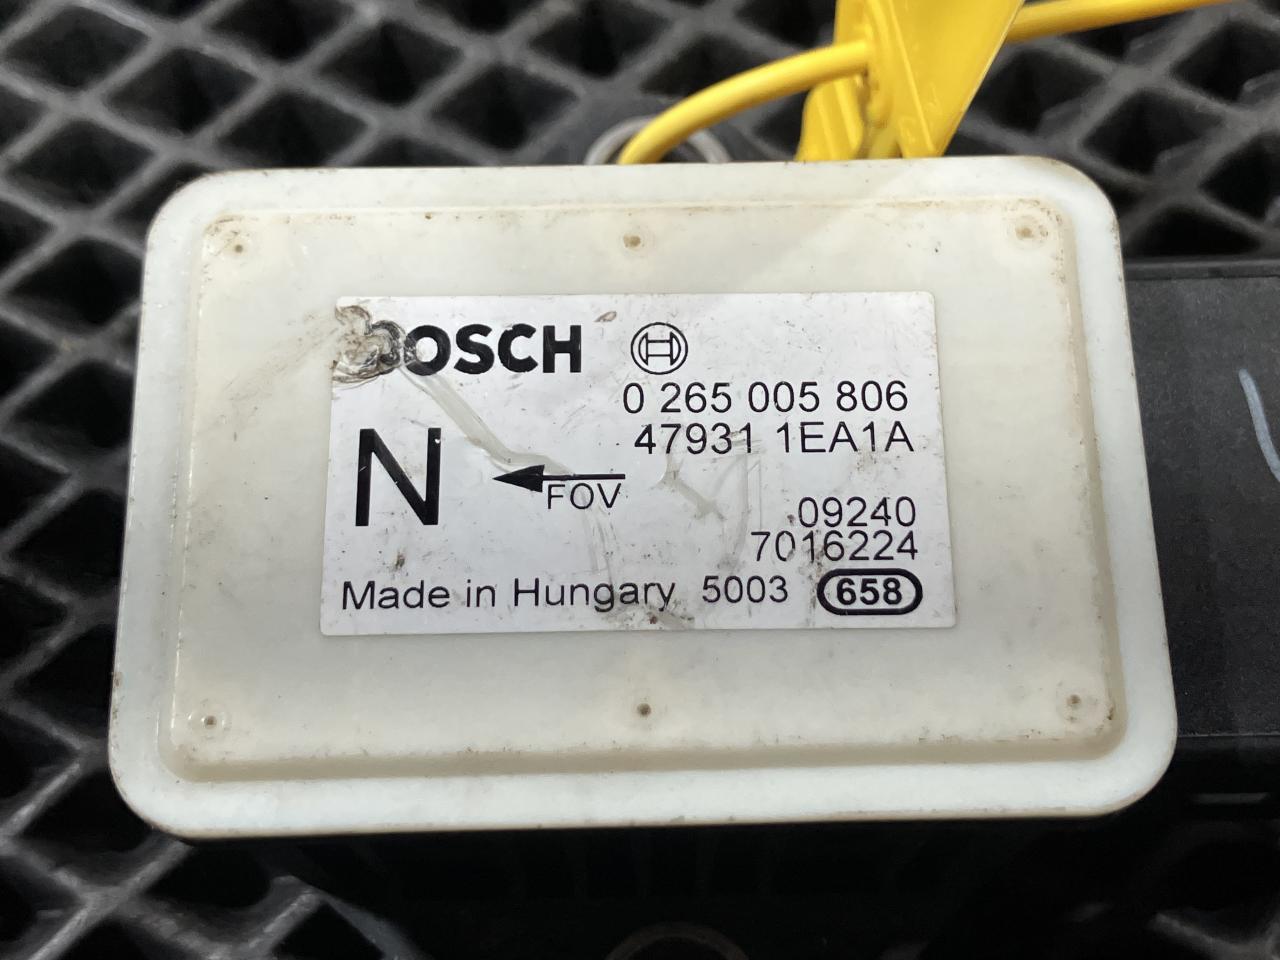 BOSCH
0 265 005 806
47931 1EA1A
N
FOV
09240
7016224
Made in Hungary 5003 658